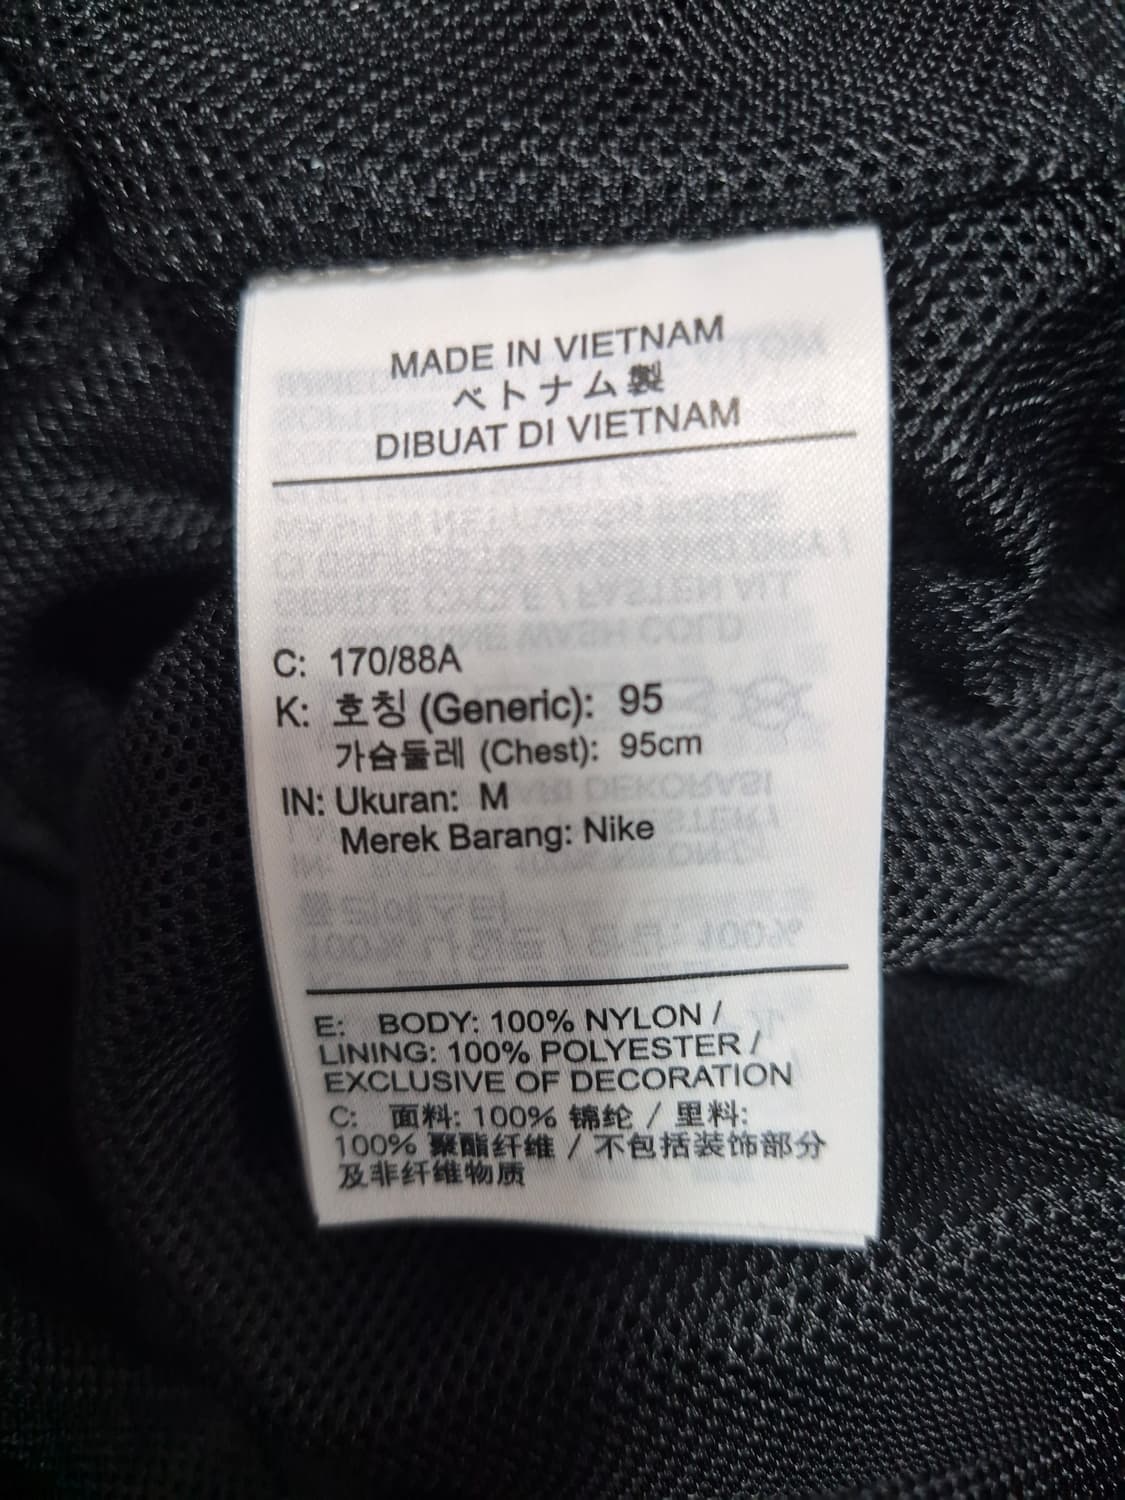 MADE IN VIETNAM
ベトナム製
DIBUAT DI VIETNAM
C: 170/88A
K: 호칭 (Generic): 95
가슴둘레 (Chest): 95cm
IN: Ukuran: M
Merek Barang: Nike
E: BODY: 100% NYLON /
LINING: 100% POLYESTER /
EXCLUSIVE OF DECORATION
C: 面料: 100% 锦纶 / 里料:
100% 聚酯纤维 / 不包括装饰部分
及非纤维物质